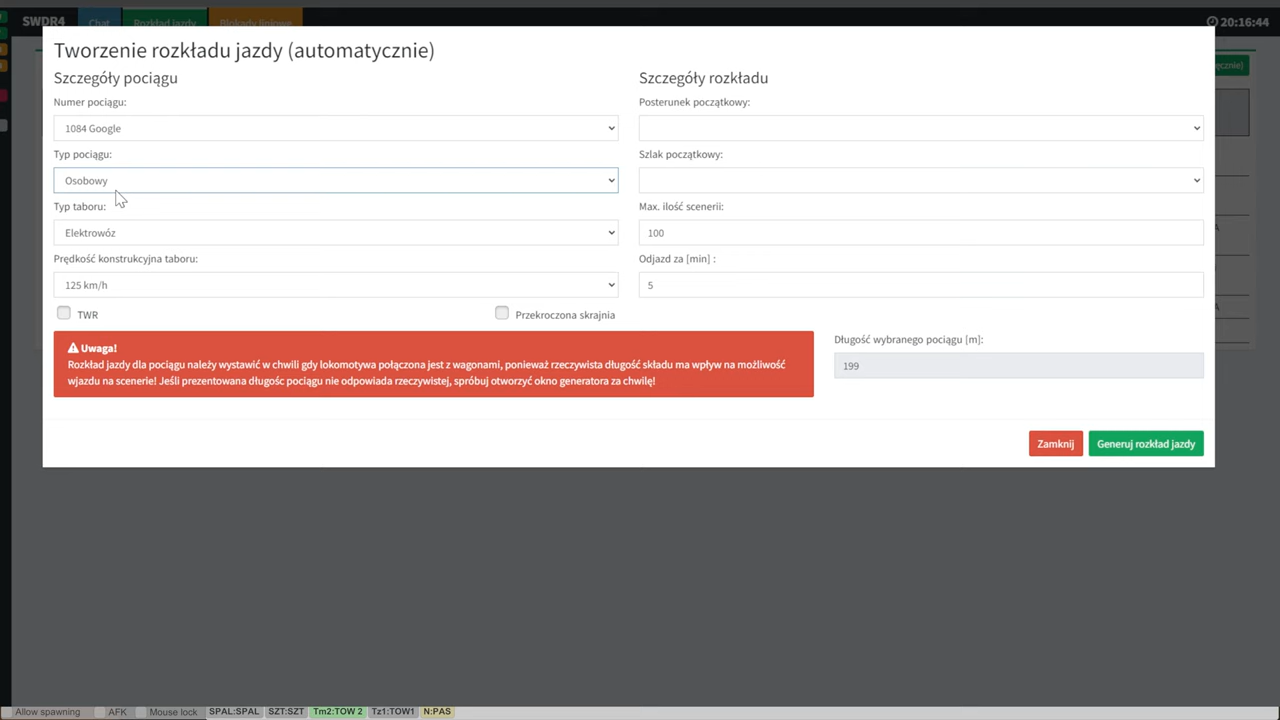 SWDR4
Chat
Rozkład jazdy
Blokady liniowe
20:16:44
ęcznie)
Tworzenie rozkładu jazdy (automatycznie)
Szczegóły pociągu
Numer pociągu:
1084 Google
Typ pociągu:
Osobowy
Typ taboru:
Elektrowóz
Prędkość konstrukcyjna taboru:
125 km/h
TWR
Przekroczona skrajnia
Szczegóły rozkładu
Posterunek początkowy:
Szlak początkowy:
Max. ilość scenerii:
100
Odjazd za [min] :
5
Uwaga!
Rozkład jazdy dla pociągu należy wystawić w chwili gdy lokomotywa połączona jest z wagonami, ponieważ rzeczywista długość składu ma wpływ na możliwość
wjazdu na scenerie! Jeśli prezentowana długośc pociągu nie odpowiada rzeczywistej, spróbuj otworzyć okno generatora za chwilę!
Długość wybranego pociągu [m]:
199
Zamknij
Generuj rozkład jazdy
Allow spawning
AFK
Mouse lock
SPAL:SPAL
SZT:SZT
Tm2:TOW 2
Tz1:TOW1
N:PAS